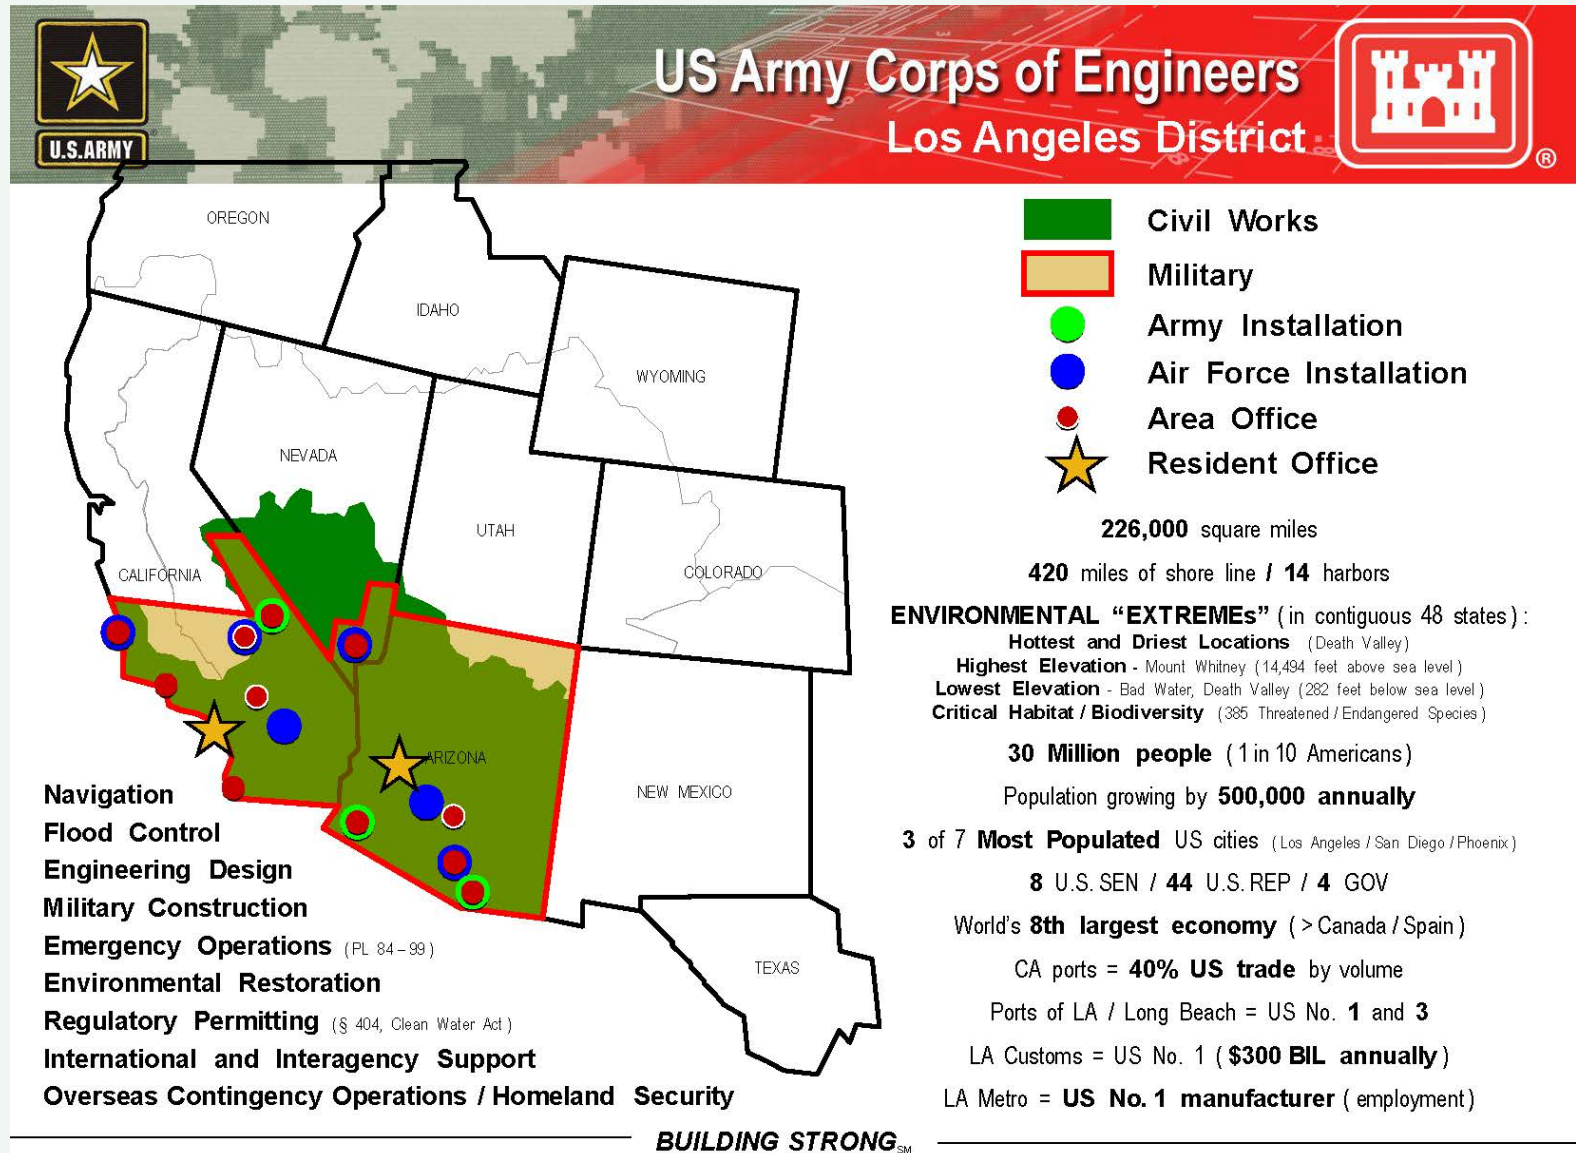 U.S.ARMY
US Army Corps of Engineers
Los Angeles District
®
OREGON
IDAHO
WYOMING
NEVADA
UTAH
CALIFORNIA
COLORADO
ARIZONA
NEW MEXICO
TEXAS
Civil Works
Military
Army Installation
Air Force Installation
Area Office
Resident Office
226,000 square miles
420 miles of shore line / 14 harbors
ENVIRONMENTAL “EXTREMEs” (in contiguous 48 states) :
Hottest and Driest Locations (Death Valley)
Highest Elevation - Mount Whitney (14,494 feet above sea level)
Lowest Elevation - Bad Water, Death Valley (282 feet below sea level)
Critical Habitat / Biodiversity (385 Threatened / Endangered Species)
30 Million people (1 in 10 Americans)
Population growing by 500,000 annually
3 of 7 Most Populated US cities (Los Angeles / San Diego / Phoenix)
8 U.S. SEN / 44 U.S. REP / 4 GOV
World's 8th largest economy (> Canada / Spain)
CA ports = 40% US trade by volume
Ports of LA / Long Beach = US No. 1 and 3
LA Customs = US No. 1 ($300 BIL annually)
LA Metro = US No. 1 manufacturer (employment)
Navigation
Flood Control
Engineering Design
Military Construction
Emergency Operations (PL 84–99)
Environmental Restoration
Regulatory Permitting (§ 404, Clean Water Act)
International and Interagency Support
Overseas Contingency Operations / Homeland Security
BUILDING STRONG SM